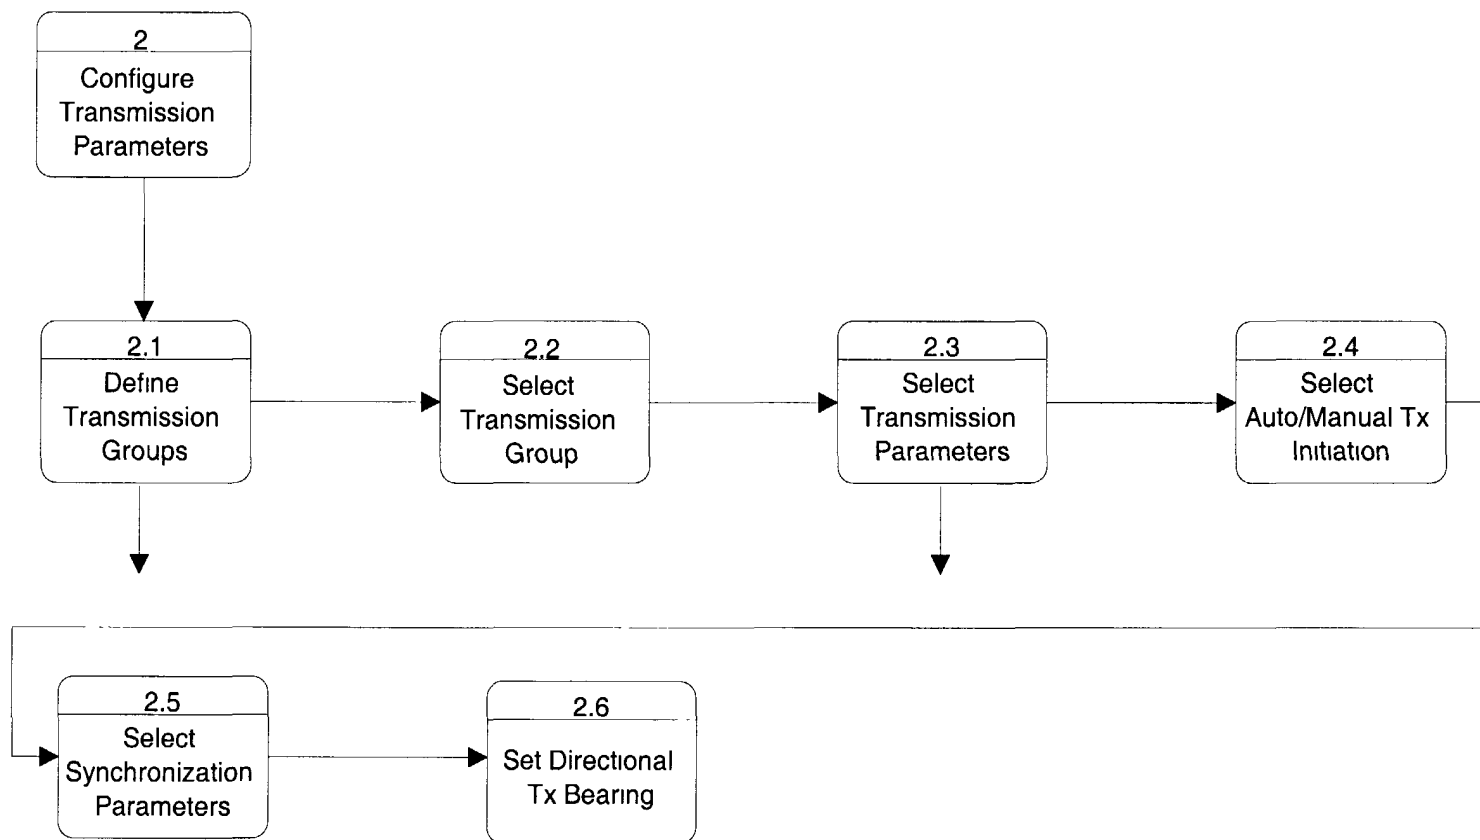 2
Configure
Transmission
Parameters
2.1
Define
Transmission
Groups
2.2
Select
Transmission
Group
2.3
Select
Transmission
Parameters
2.4
Select
Auto/Manual Tx
Initiation
2.5
Select
Synchronization
Parameters
2.6
Set Directional
Tx Bearing